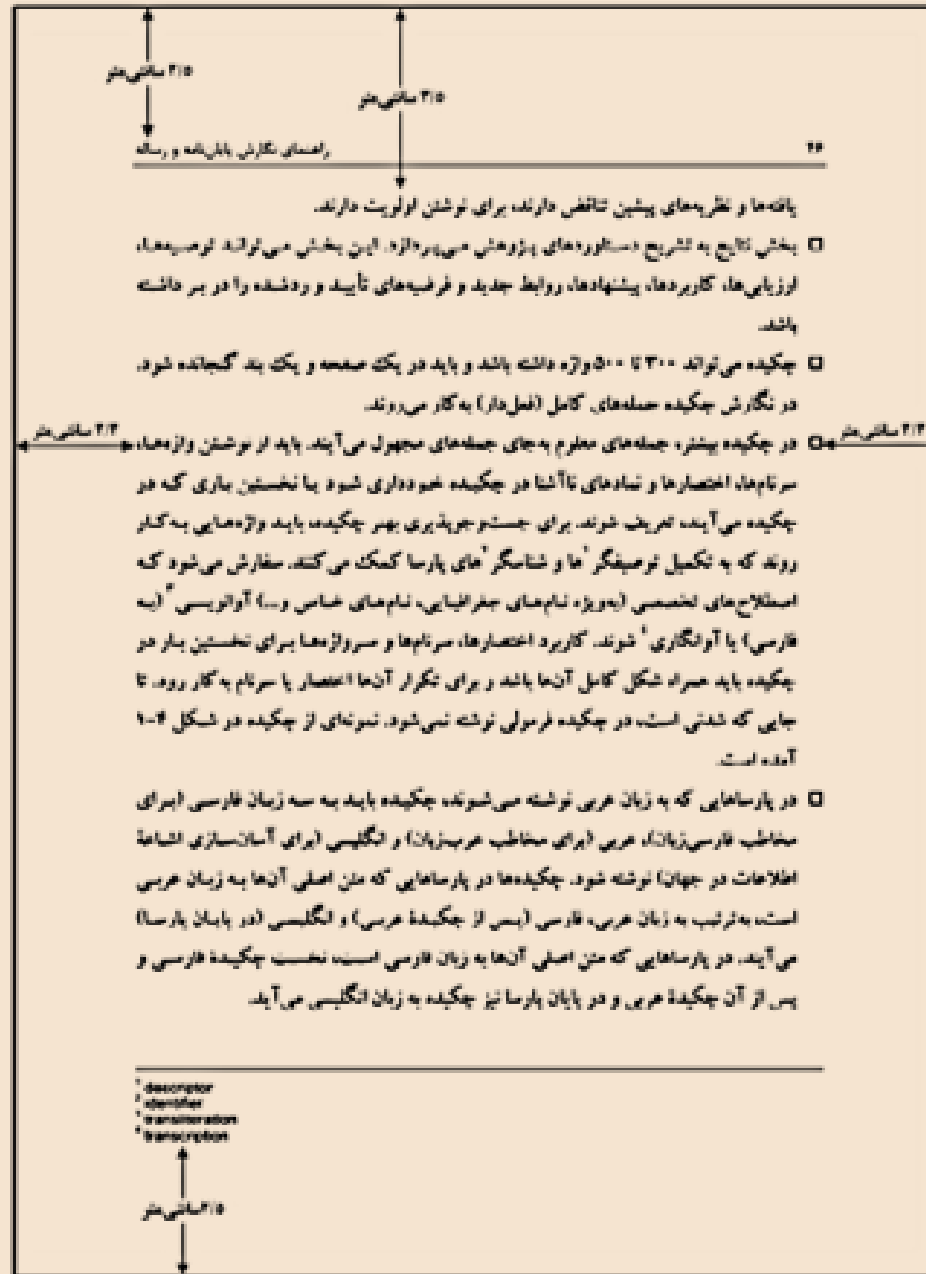 ۲/۵ سانتی‌متر
۳/۵ سانتی‌متر
راهنمای نگارش پایان‌نامه و رساله
۲۶
یافته‌ها و نظریه‌های پیشین تناقض دارند، برای نوشتن اولویت دارند.
□ بخش نتایج به تشریح دستاوردهای پژوهش می‌پردازد. این بخش می‌تواند توصیه‌ها،
ارزیابی‌ها، کاربردها، پیشنهادها، روابط جدید و فرضیه‌های تأیید و ردشده را در بر داشته
باشد.
□ چکیده می‌تواند ۳۰۰ تا ۵۰۰ واژه داشته باشد و باید در یک صفحه و یک بند گنجانده شود.
در نگارش چکیده جمله‌های کامل (فعل‌دار) به‌کار می‌روند.
□ در چکیده بیشتر، جمله‌های معلوم به‌جای جمله‌های مجهول می‌آیند. باید از نوشتن واژه‌ها،
سرنام‌ها، اختصارها و نمادهای ناآشنا در چکیده خودداری شود یا نخستین باری که در
چکیده می‌آیند، تعریف شوند. برای جست‌وجوپذیری بهتر چکیده، باید واژه‌هایی به‌کار
روند که به تکمیل توصیفگر¹ها و شناسگر²های پارسا کمک می‌کنند. سفارش می‌شود که
اصطلاح‌های تخصصی (به‌ویژه نام‌های جغرافیایی، نام‌های خاص و...) آوانویسی³ (به
فارسی) یا آوانگاری⁴ شوند. کاربرد اختصارها، سرنام‌ها و سرواژه‌ها برای نخستین بار در
چکیده باید همراه شکل کامل آن‌ها باشد و برای تکرار آن‌ها اختصار یا سرنام به‌کار رود. تا
جایی که شدنی است، در چکیده فرمولی نوشته نمی‌شود. نمونه‌ای از چکیده در شکل ۴-۱
آمده است.
□ در پارساهایی که به زبان عربی نوشته می‌شوند، چکیده باید به سه زبان فارسی (برای
مخاطب فارسی‌زبان)، عربی (برای مخاطب عرب‌زبان) و انگلیسی (برای آسان‌سازی اشاعهٔ
اطلاعات در جهان) نوشته شود. چکیده‌ها در پارساهایی که متن اصلی آن‌ها به زبان عربی
است، به‌ترتیب به زبان عربی، فارسی (پس از چکیدهٔ عربی) و انگلیسی (در پایان پارسا)
می‌آیند. در پارساهایی که متن اصلی آن‌ها به زبان فارسی است، نخست چکیدهٔ فارسی و
پس از آن چکیدهٔ عربی و در پایان پارسا نیز چکیده به زبان انگلیسی می‌آید.
¹ descriptor
² identifier
³ transliteration
⁴ transcription
۲/۵ سانتی‌متر